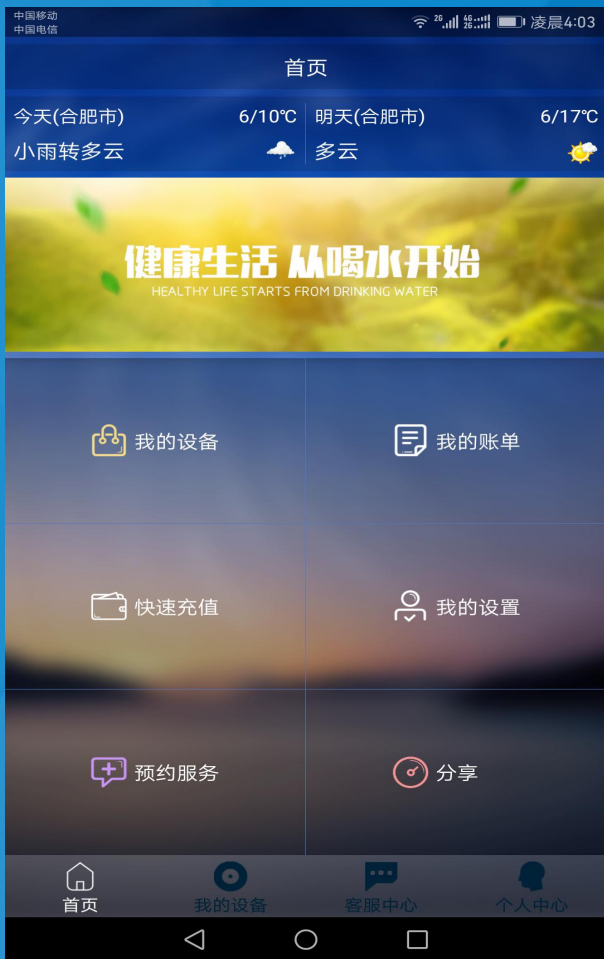 中国移动
中国电信
2G 4G 2G 凌晨4:03
首页
今天(合肥市) 6/10℃ 明天(合肥市) 6/17℃
小雨转多云 多云
健康生活 从喝水开始
HEALTHY LIFE STARTS FROM DRINKING WATER
我的设备 我的账单
快速充值 我的设置
预约服务 分享
首页 我的设备 客服中心 个人中心